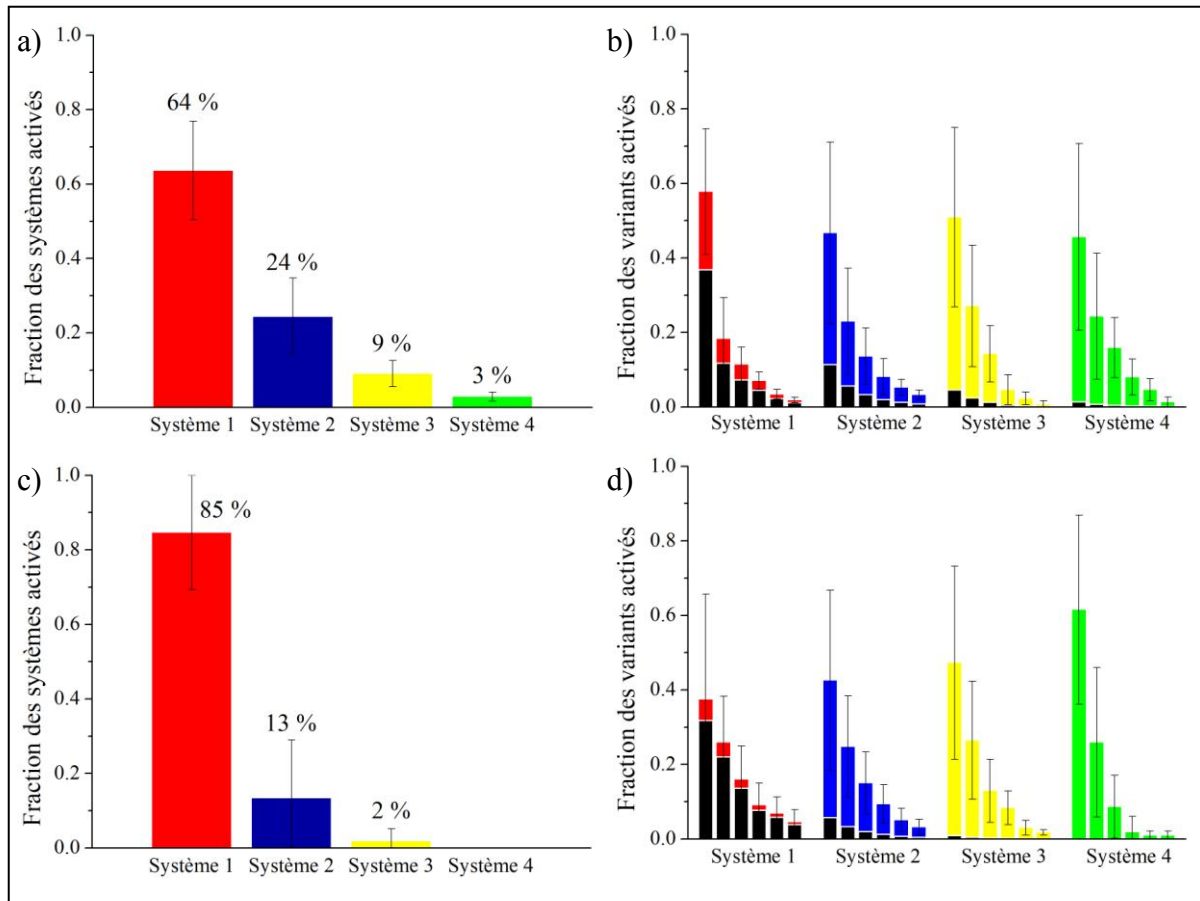 a)
Fraction des systèmes activés
1.0
0.8
0.6
0.4
0.2
0.0
64 %
24 %
9 %
3 %
Système 1 Système 2 Système 3 Système 4
b)
Fraction des variants activés
1.0
0.8
0.6
0.4
0.2
0.0
Système 1 Système 2 Système 3 Système 4
c)
Fraction des systèmes activés
1.0
0.8
0.6
0.4
0.2
0.0
85 %
13 %
2 %
Système 1 Système 2 Système 3 Système 4
d)
Fraction des variants activés
1.0
0.8
0.6
0.4
0.2
0.0
Système 1 Système 2 Système 3 Système 4